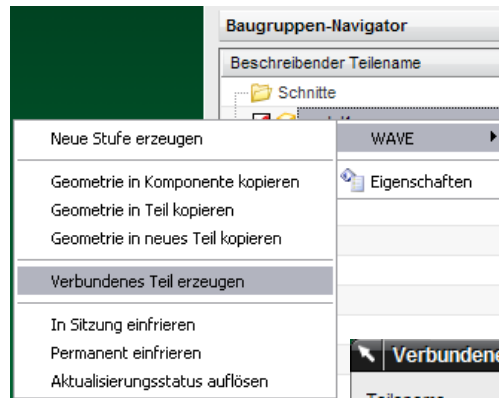 Baugruppen-Navigator
Beschreibender Teilename
Schnitte
Neue Stufe erzeugen
WAVE
Geometrie in Komponente kopieren
Eigenschaften
Geometrie in Teil kopieren
Geometrie in neues Teil kopieren
Verbundenes Teil erzeugen
In Sitzung einfrieren
Permanent einfrieren
Verbundene
Aktualisierungsstatus auflösen